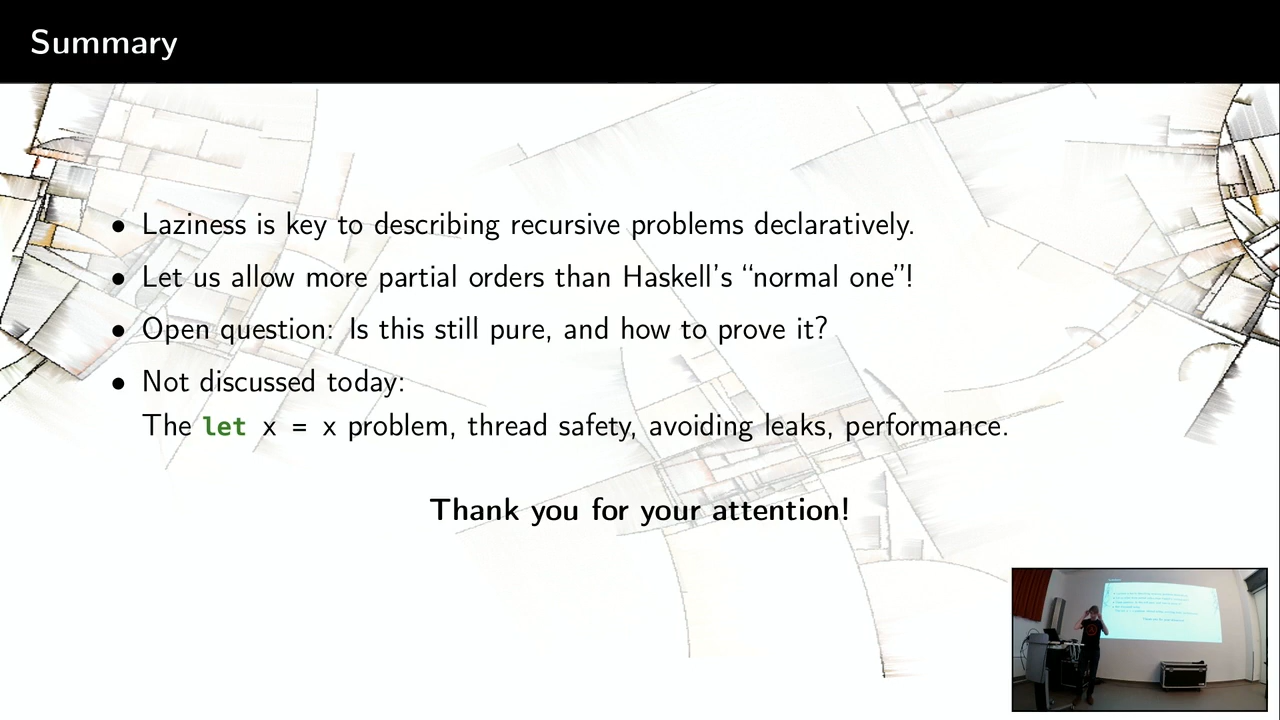 Summary
• Laziness is key to describing recursive problems declaratively.
• Let us allow more partial orders than Haskell’s “normal one”!
• Open question: Is this still pure, and how to prove it?
• Not discussed today:
The let x = x problem, thread safety, avoiding leaks, performance.
Thank you for your attention!